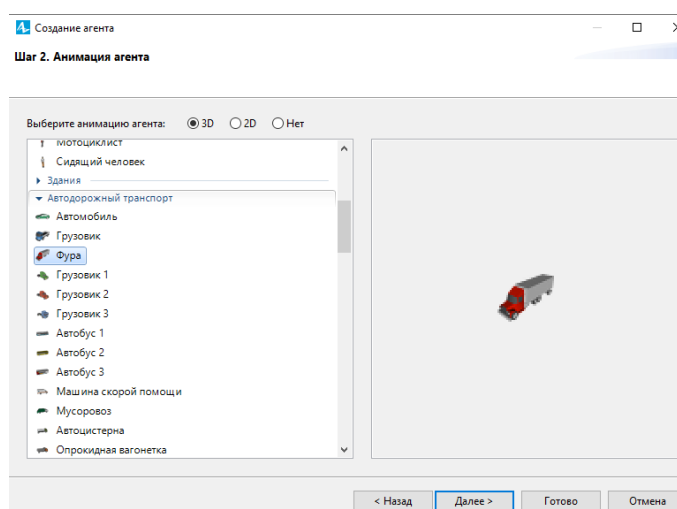 Создание агента
Шаг 2. Анимация агента
Выберите анимацию агента: 3D 2D Нет
Мотоциклист
Сидящий человек
Здания
Автодорожный транспорт
Автомобиль
Грузовик
Фура
Грузовик 1
Грузовик 2
Грузовик 3
Автобус 1
Автобус 2
Автобус 3
Машина скорой помощи
Мусоровоз
Автоцистерна
Опрокидная вагонетка
< Назад Далее > Готово Отмена